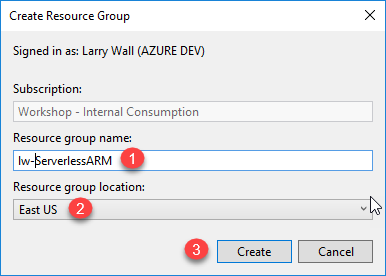 Create Resource Group
Signed in as: Larry Wall (AZURE DEV)
Subscription:
Workshop - Internal Consumption
Resource group name:
lw-ServerlessARM 1
Resource group location:
East US 2
3 Create Cancel